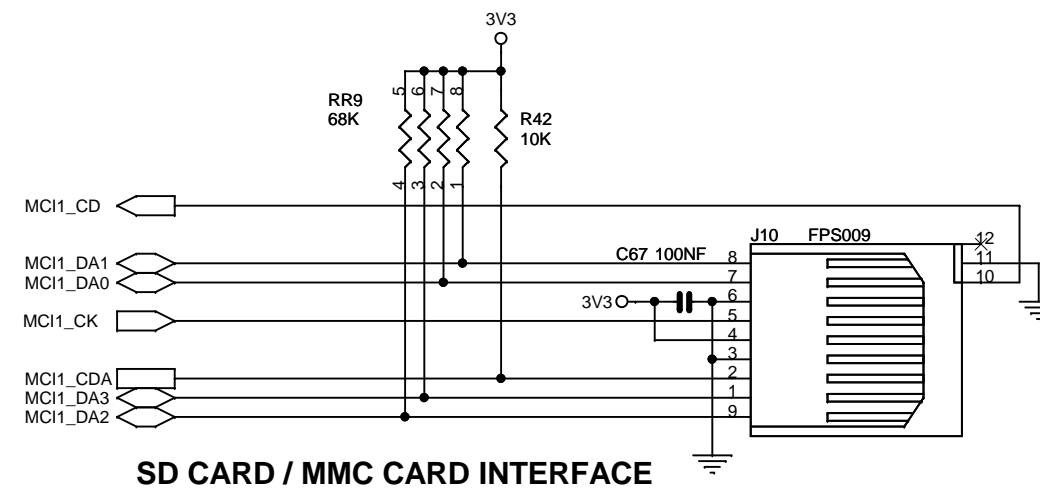 3V3
RR9
68K
5
6
7
8
R42
10K
4
3
2
1
MCI1_CD
J10 FPS009
12
11
10
MCI1_DA1
C67 100NF
8
MCI1_DA0
7
3V3
6
MCI1_CK
5
4
3
MCI1_CDA
2
MCI1_DA3
1
MCI1_DA2
9
SD CARD / MMC CARD INTERFACE